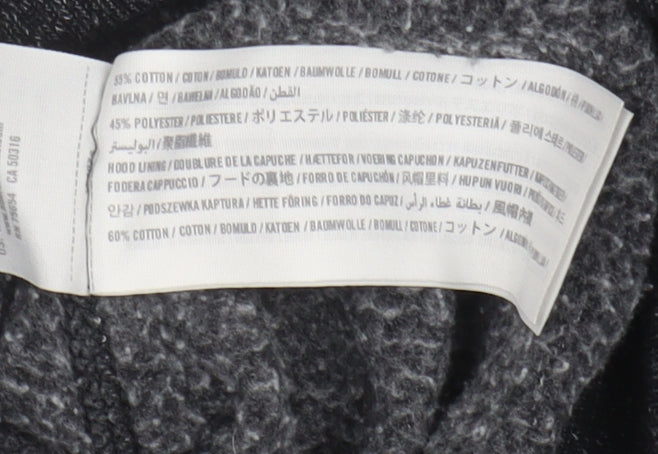 55% COTTON / COTON / BOMULD / KATOEN / BAUMWOLLE / BOMULL / COTONE / コットン / ALGODÓN / 棉 /
BAVLNA / 면 / BAWEŁNA / ALGODÃO / القطن
45% POLYESTER / POLIESTERE / ポリエステル / POLIÉSTER / 涤纶 / POLYESTERIÄ / 폴리에스테르 /
البوليستر / 聚酯纖維
HOOD LINING / DOUBLURE DE LA CAPUCHE / HÆTTEFOR / VOERING CAPUCHON / KAPUZENFUTTER /
FODERA CAPPUCCIO / フードの裏地 / FORRO DE CAPUCHÓN / 风帽里料 / HUPUN VUORI /
안감 / PODSZEWKA KAPTURA / HETTE FÔRING / FORRO DO CAPUZ / بطانة غطاء الرأس / 風帽內襯
60% COTTON / COTON / BOMULD / KATOEN / BAUMWOLLE / BOMULL / COTONE / コットン /
CA 50316